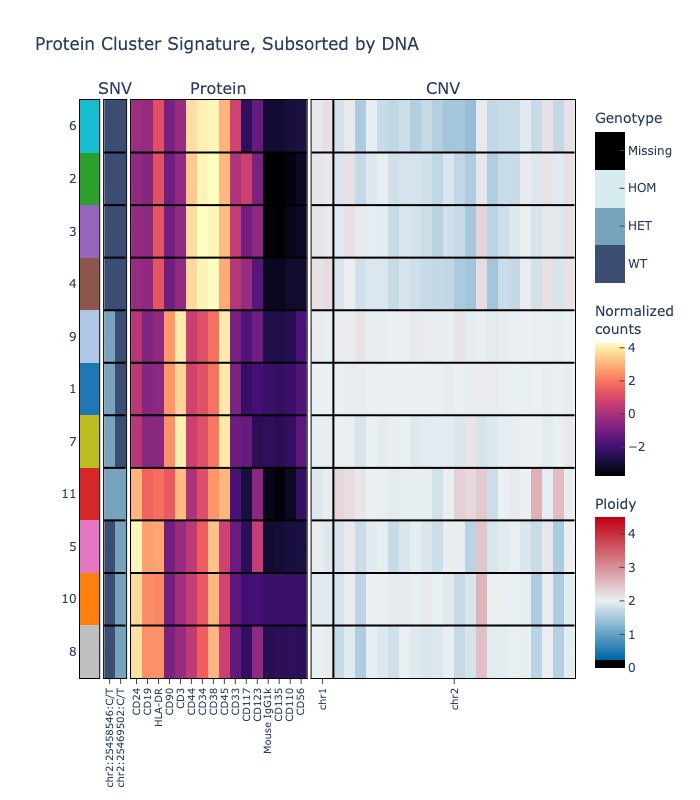 Protein Cluster Signature, Subsorted by DNA
SNV
Protein
CNV
6
2
3
4
9
1
7
11
5
10
8
chr2:25458546:C/T
chr2:25469502:C/T
CD24
CD19
HLA-DR
CD90
CD3
CD44
CD34
CD38
CD45
CD33
CD117
CD123
Mouse IgG1k
CD135
CD110
CD56
chr1
chr2
Genotype
Missing
HOM
HET
WT
Normalized
counts
4
2
0
−2
Ploidy
4
3
2
1
0